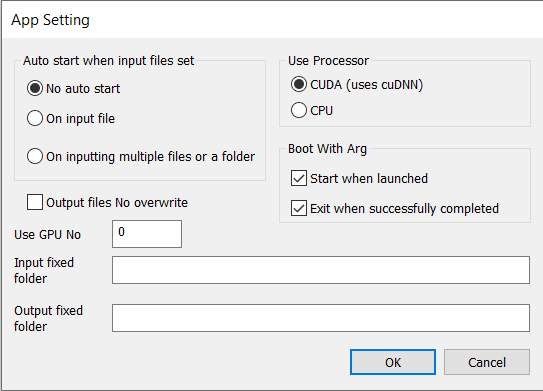 App Setting
Auto start when input files set
No auto start
On input file
On inputting multiple files or a folder
Use Processor
CUDA (uses cuDNN)
CPU
Boot With Arg
Start when launched
Exit when successfully completed
Output files No overwrite
Use GPU No
0
Input fixed
folder
Output fixed
folder
OK
Cancel